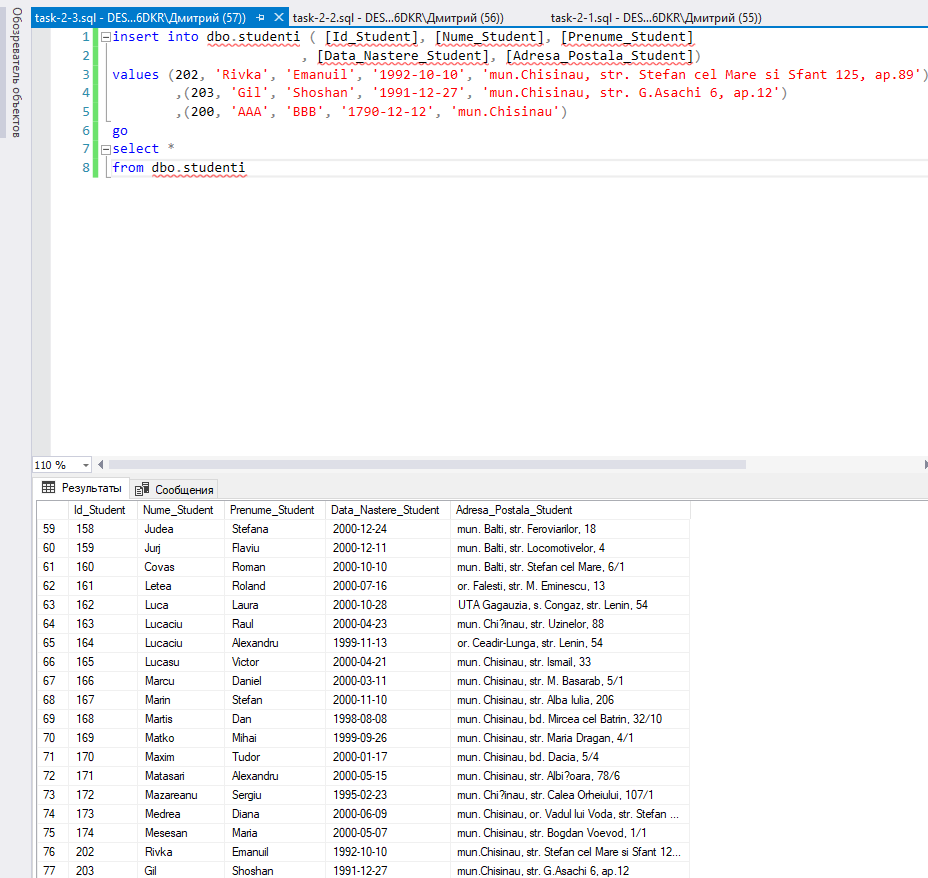 Обозреватель объектов
task-2-3.sql - DES...6DKR\Дмитрий (57)) task-2-2.sql - DES...6DKR\Дмитрий (56)) task-2-1.sql - DES...6DKR\Дмитрий (55))
1 insert into dbo.studenti ( [Id_Student], [Nume_Student], [Prenume_Student]
2 , [Data_Nastere_Student], [Adresa_Postala_Student])
3 values (202, 'Rivka', 'Emanuil', '1992-10-10', 'mun.Chisinau, str. Stefan cel Mare si Sfant 125, ap.89')
4 ,(203, 'Gil', 'Shoshan', '1991-12-27', 'mun.Chisinau, str. G.Asachi 6, ap.12')
5 ,(200, 'AAA', 'BBB', '1790-12-12', 'mun.Chisinau')
6 go
7 select *
8 from dbo.studenti
110 %
Результаты Сообщения
Id_Student Nume_Student Prenume_Student Data_Nastere_Student Adresa_Postala_Student
59 158 Judea Stefana 2000-12-24 mun. Balti, str. Feroviarilor, 18
60 159 Jurj Flaviu 2000-12-11 mun. Balti, str. Locomotivelor, 4
61 160 Covas Roman 2000-10-10 mun. Balti, str. Stefan cel Mare, 6/1
62 161 Letea Roland 2000-07-16 or. Falesti, str. M. Eminescu, 13
63 162 Luca Laura 2000-10-28 UTA Gagauzia, s. Congaz, str. Lenin, 54
64 163 Lucaciu Raul 2000-04-23 mun. Chi?inau, str. Uzinelor, 88
65 164 Lucaciu Alexandru 1999-11-13 or. Ceadir-Lunga, str. Lenin, 54
66 165 Lucasu Victor 2000-04-21 mun. Chisinau, str. Ismail, 33
67 166 Marcu Daniel 2000-03-11 mun. Chisinau, str. M. Basarab, 5/1
68 167 Marin Stefan 2000-11-10 mun. Chisinau, str. Alba Iulia, 206
69 168 Martis Dan 1998-08-08 mun. Chisinau, bd. Mircea cel Batrin, 32/10
70 169 Matko Mihai 1999-09-26 mun. Chisinau, str. Maria Dragan, 4/1
71 170 Maxim Tudor 2000-01-17 mun. Chisinau, bd. Dacia, 5/4
72 171 Matasari Alexandru 2000-05-15 mun. Chisinau, str. Albi?oara, 78/6
73 172 Mazareanu Sergiu 1995-02-23 mun. Chi?inau, str. Calea Orheiului, 107/1
74 173 Medrea Diana 2000-06-09 mun. Chisinau, or. Vadul lui Voda, str. Stefan ...
75 174 Mesesan Maria 2000-05-07 mun. Chisinau, str. Bogdan Voevod, 1/1
76 202 Rivka Emanuil 1992-10-10 mun.Chisinau, str. Stefan cel Mare si Sfant 12...
77 203 Gil Shoshan 1991-12-27 mun.Chisinau, str. G.Asachi 6, ap.12